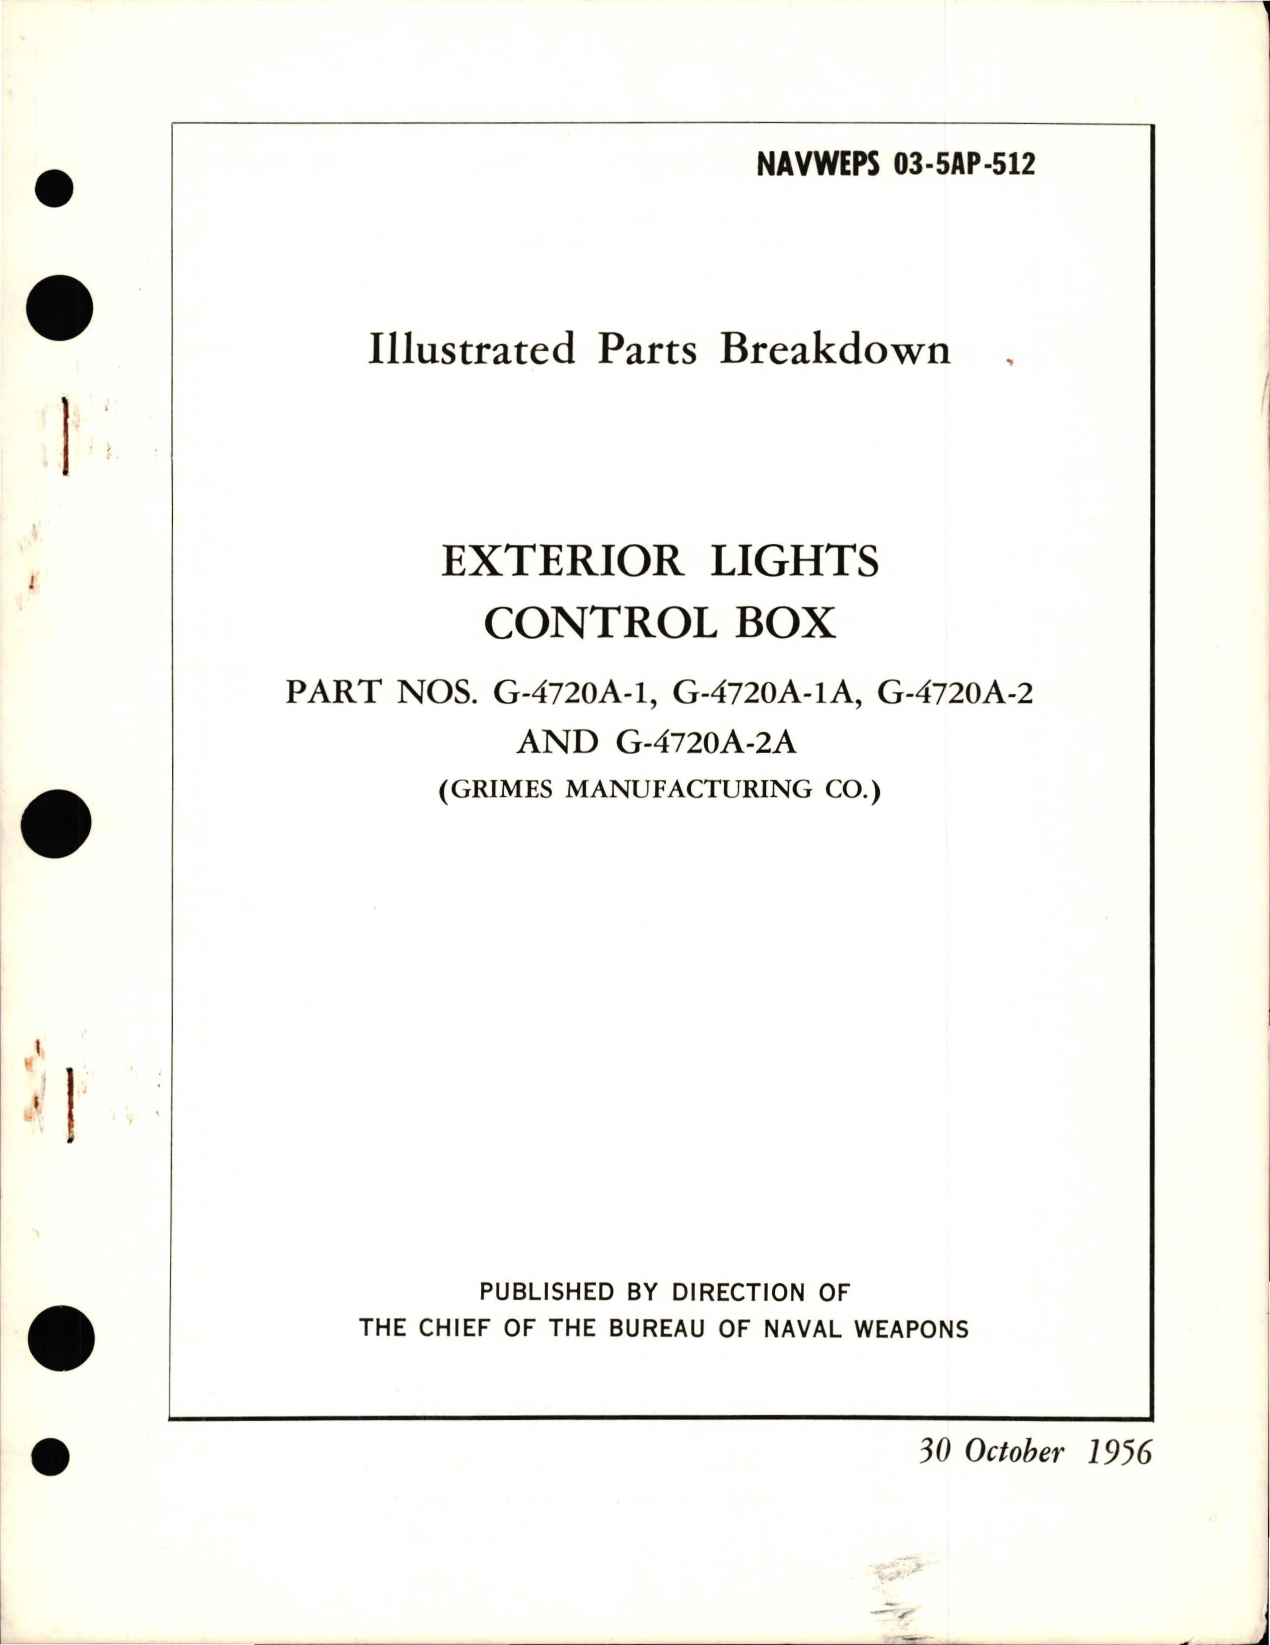 NAVWEPS 03-5AP-512
Illustrated Parts Breakdown
EXTERIOR LIGHTS
CONTROL BOX
PART NOS. G-4720A-1, G-4720A-1A, G-4720A-2
AND G-4720A-2A
(GRIMES MANUFACTURING CO.)
PUBLISHED BY DIRECTION OF
THE CHIEF OF THE BUREAU OF NAVAL WEAPONS
30 October 1956